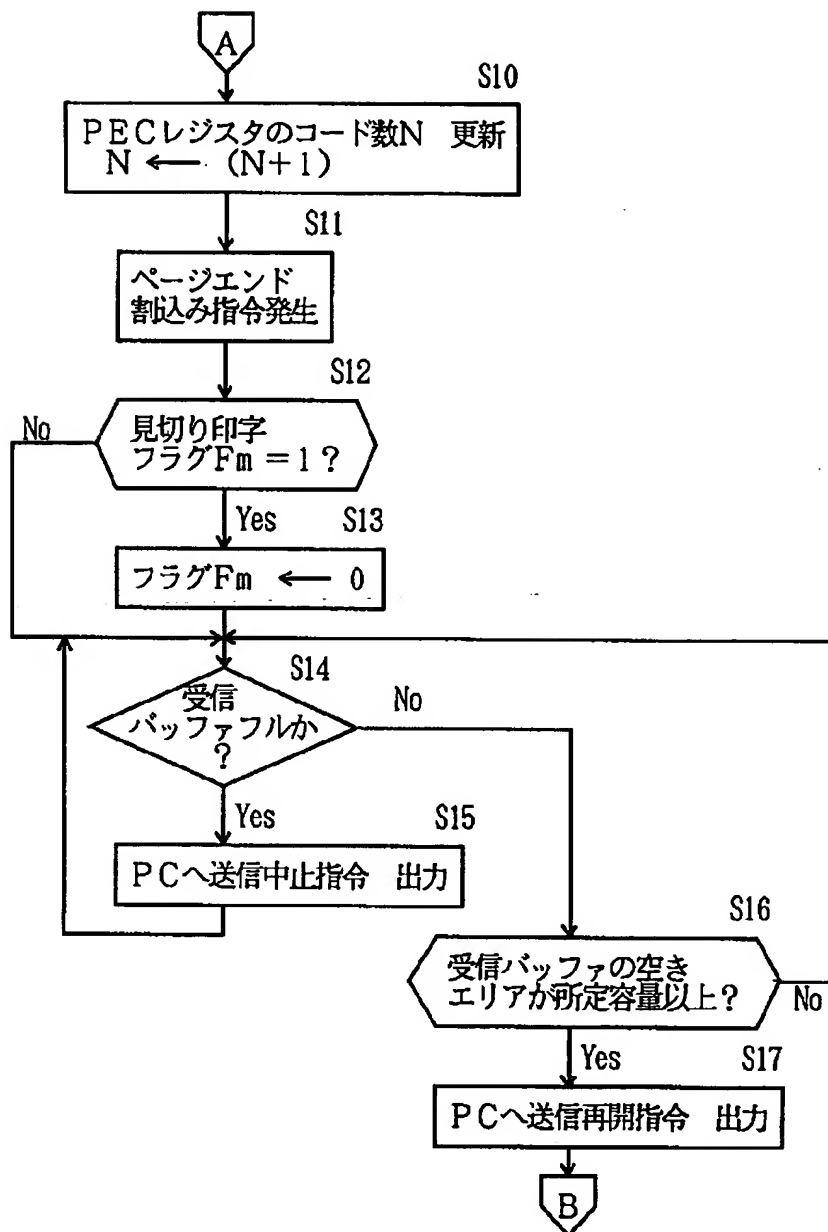 A
S10
PECレジスタのコード数N 更新
N ← (N+1)
S11
ページエンド
割込み指令発生
S12
見切り印字
フラグFm=1?
No
Yes
S13
フラグFm ← 0
S14
受信
バッファフルか
?
No
Yes
S15
PCへ送信中止指令 出力
S16
受信バッファの空き
エリアが所定容量以上?
No
Yes
S17
PCへ送信再開指令 出力
B